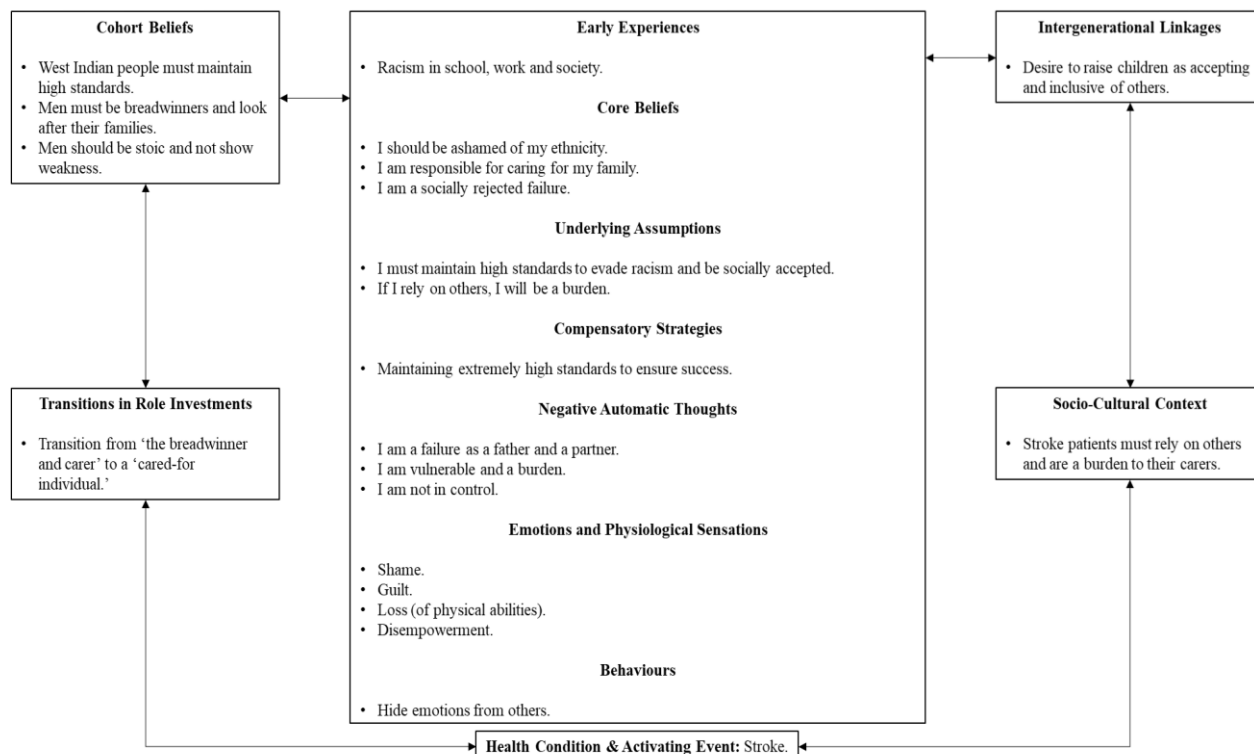 Cohort Beliefs
• West Indian people must maintain
high standards.
• Men must be breadwinners and look
after their families.
• Men should be stoic and not show
weakness.
Transitions in Role Investments
• Transition from ‘the breadwinner
and carer’ to a ‘cared-for
individual.’
Early Experiences
• Racism in school, work and society.
Core Beliefs
• I should be ashamed of my ethnicity.
• I am responsible for caring for my family.
• I am a socially rejected failure.
Underlying Assumptions
• I must maintain high standards to evade racism and be socially accepted.
• If I rely on others, I will be a burden.
Compensatory Strategies
• Maintaining extremely high standards to ensure success.
Negative Automatic Thoughts
• I am a failure as a father and a partner.
• I am vulnerable and a burden.
• I am not in control.
Emotions and Physiological Sensations
• Shame.
• Guilt.
• Loss (of physical abilities).
• Disempowerment.
Behaviours
• Hide emotions from others.
Intergenerational Linkages
• Desire to raise children as accepting
and inclusive of others.
Socio-Cultural Context
• Stroke patients must rely on others
and are a burden to their carers.
Health Condition & Activating Event: Stroke.